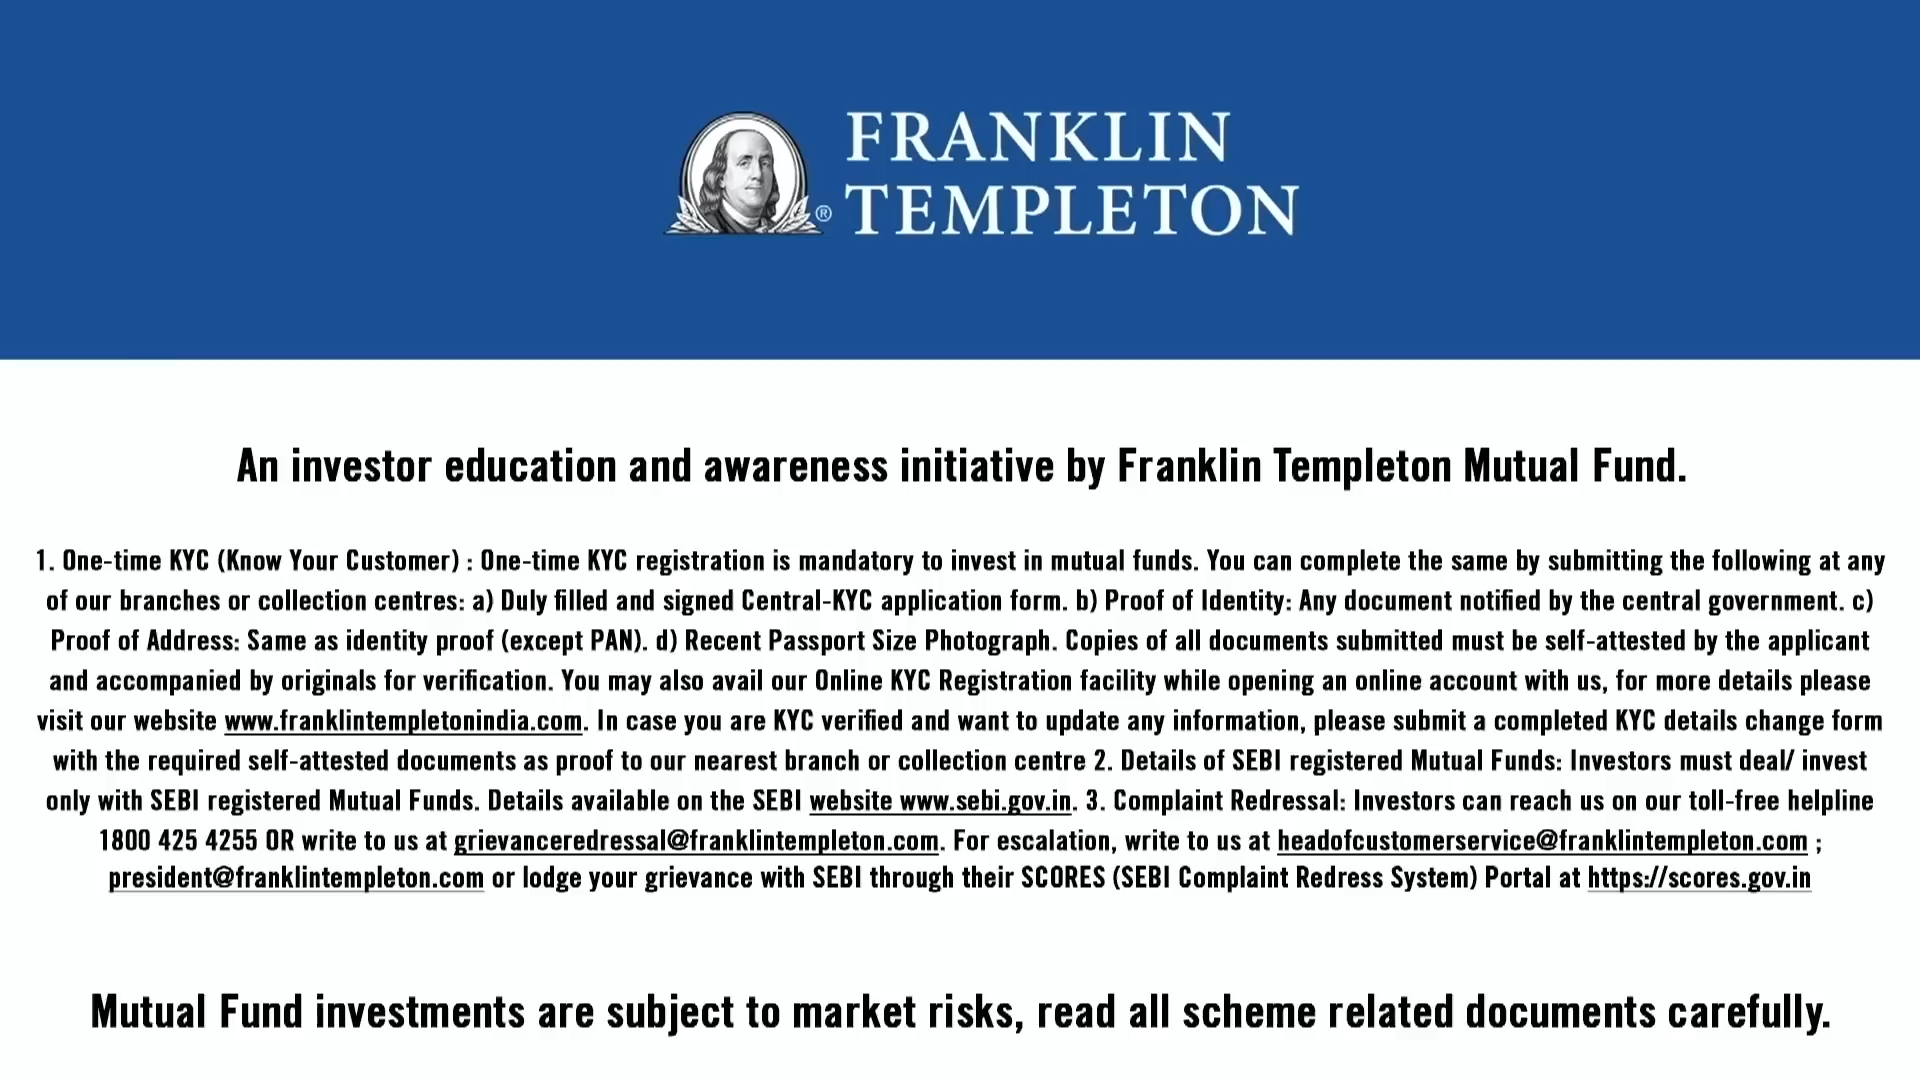 FRANKLIN
TEMPLETON
®
An investor education and awareness initiative by Franklin Templeton Mutual Fund.
1. One-time KYC (Know Your Customer) : One-time KYC registration is mandatory to invest in mutual funds. You can complete the same by submitting the following at any
of our branches or collection centres: a) Duly filled and signed Central-KYC application form. b) Proof of Identity: Any document notified by the central government. c)
Proof of Address: Same as identity proof (except PAN). d) Recent Passport Size Photograph. Copies of all documents submitted must be self-attested by the applicant
and accompanied by originals for verification. You may also avail our Online KYC Registration facility while opening an online account with us, for more details please
visit our website www.franklintempletonindia.com. In case you are KYC verified and want to update any information, please submit a completed KYC details change form
with the required self-attested documents as proof to our nearest branch or collection centre 2. Details of SEBI registered Mutual Funds: Investors must deal/ invest
only with SEBI registered Mutual Funds. Details available on the SEBI website www.sebi.gov.in. 3. Complaint Redressal: Investors can reach us on our toll-free helpline
1800 425 4255 OR write to us at grievanceredressal@franklintempleton.com. For escalation, write to us at headofcustomerservice@franklintempleton.com ;
president@franklintempleton.com or lodge your grievance with SEBI through their SCORES (SEBI Complaint Redress System) Portal at https://scores.gov.in
Mutual Fund investments are subject to market risks, read all scheme related documents carefully.